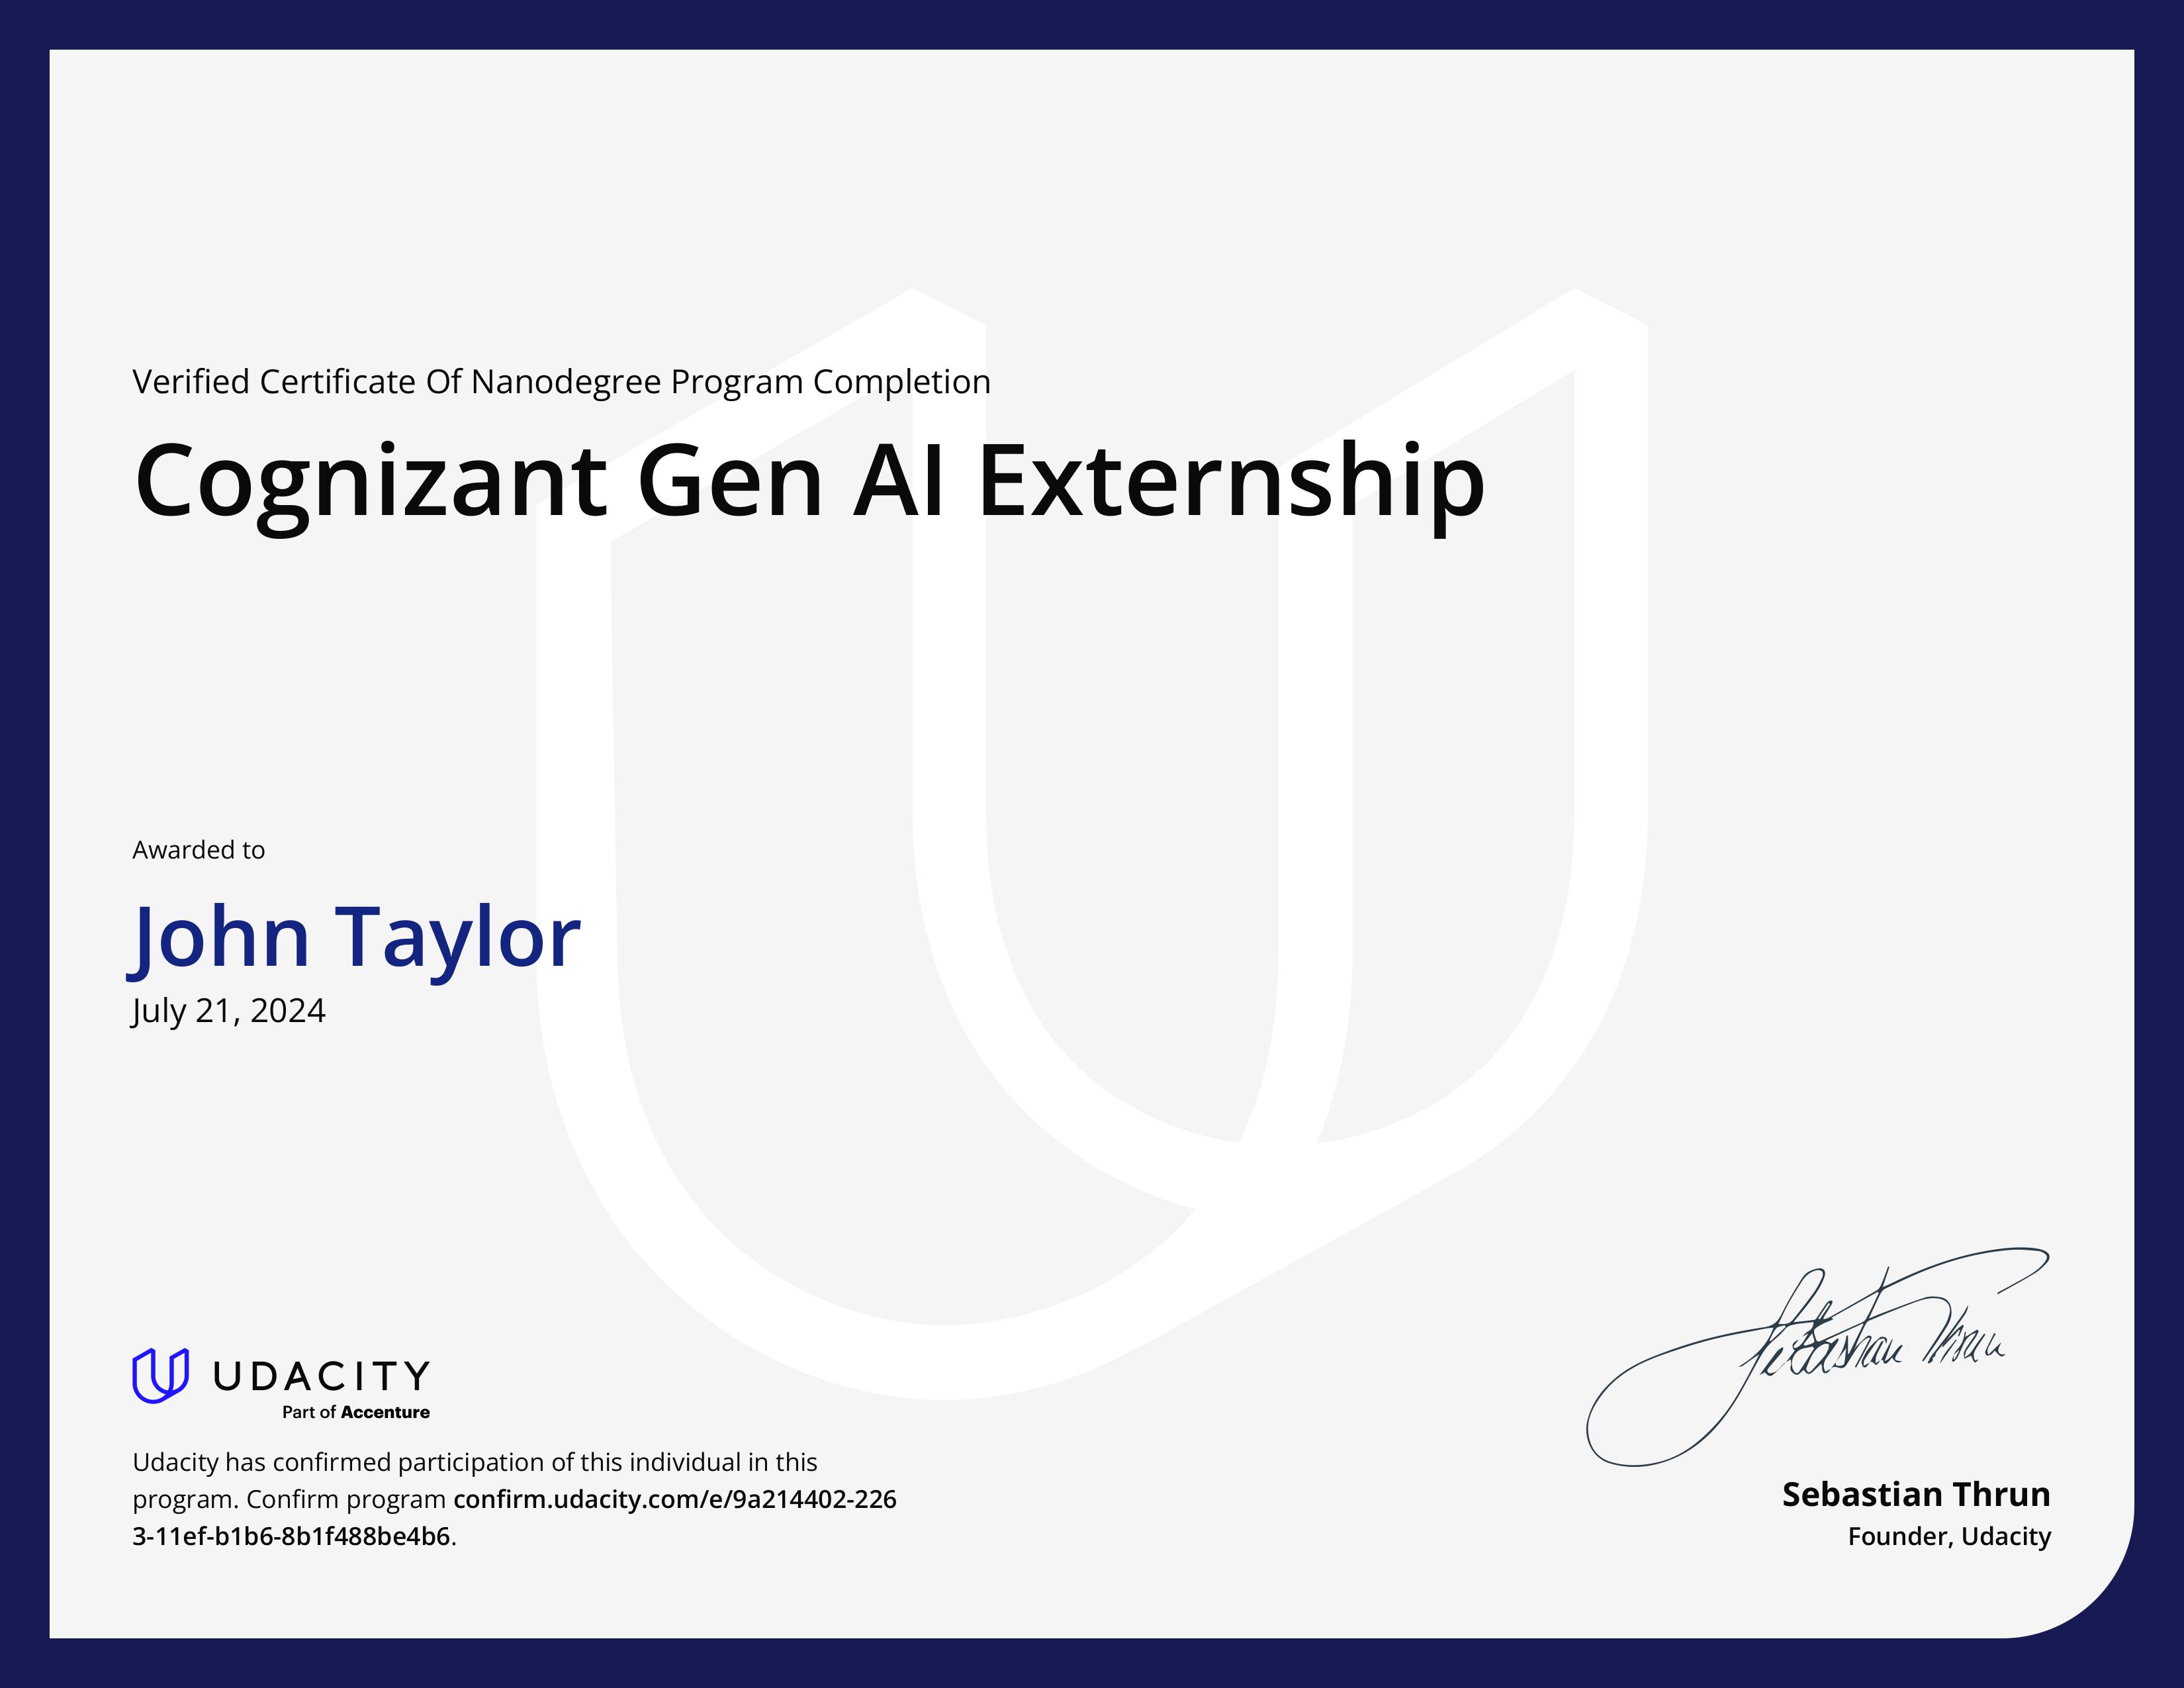 Verified Certificate Of Nanodegree Program Completion
Cognizant Gen AI Externship
Awarded to
John Taylor
July 21, 2024
UDACITY
Part of Accenture
Udacity has confirmed participation of this individual in this
program. Confirm program confirm.udacity.com/e/9a214402-226
3-11ef-b1b6-8b1f488be4b6.
Sebastian Thrun
Sebastian Thrun
Founder, Udacity